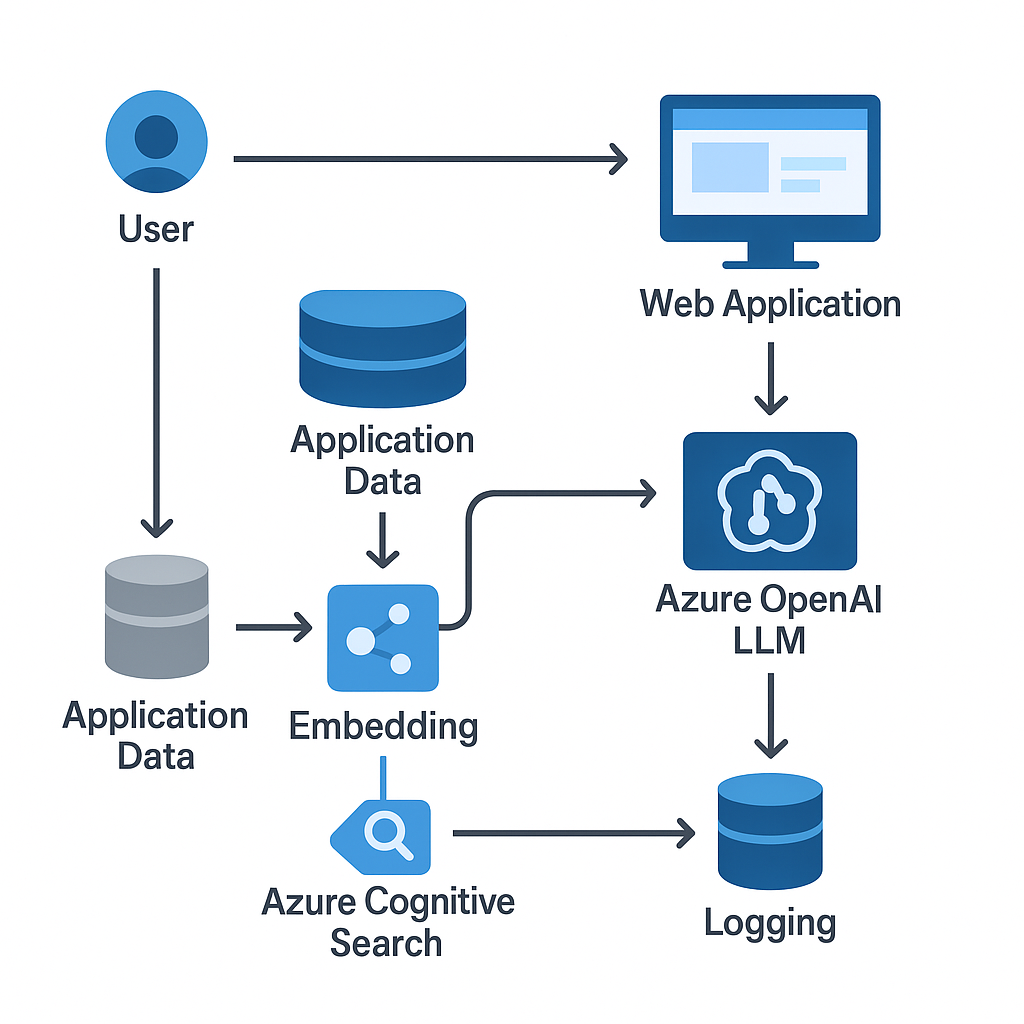 User
Web Application
Application
Data
Azure OpenAI
LLM
Application
Data
Embedding
Azure Cognitive
Search
Logging